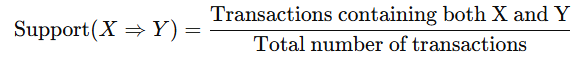 Support(X ⇒ Y) = Transactions containing both X and Y
Total number of transactions